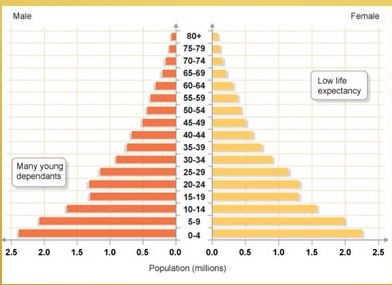 Male
Female
80+
75-79
70-74
65-69
60-64
55-59
50-54
45-49
40-44
35-39
30-34
25-29
20-24
15-19
10-14
5-9
0-4
Low life
expectancy
Many young
dependants
2.5 2.0 1.5 1.0 0.5 0.0 0.0 0.5 1.0 1.5 2.0 2.5
Population (millions)